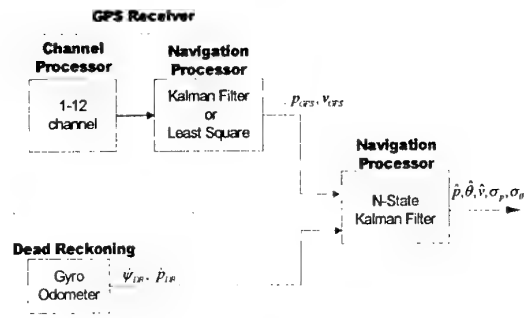 GPS Receiver
Channel
Processor
1-12
channel
Navigation
Processor
Kalman Filter
or
Least Square
p_GPS, v_GPS
Navigation
Processor
N-State
Kalman Filter
p̂,θ̂,v̂,σ_p,σ_θ
Dead Reckoning
Gyro
Odometer
ψ̇_DR, ṗ_DR